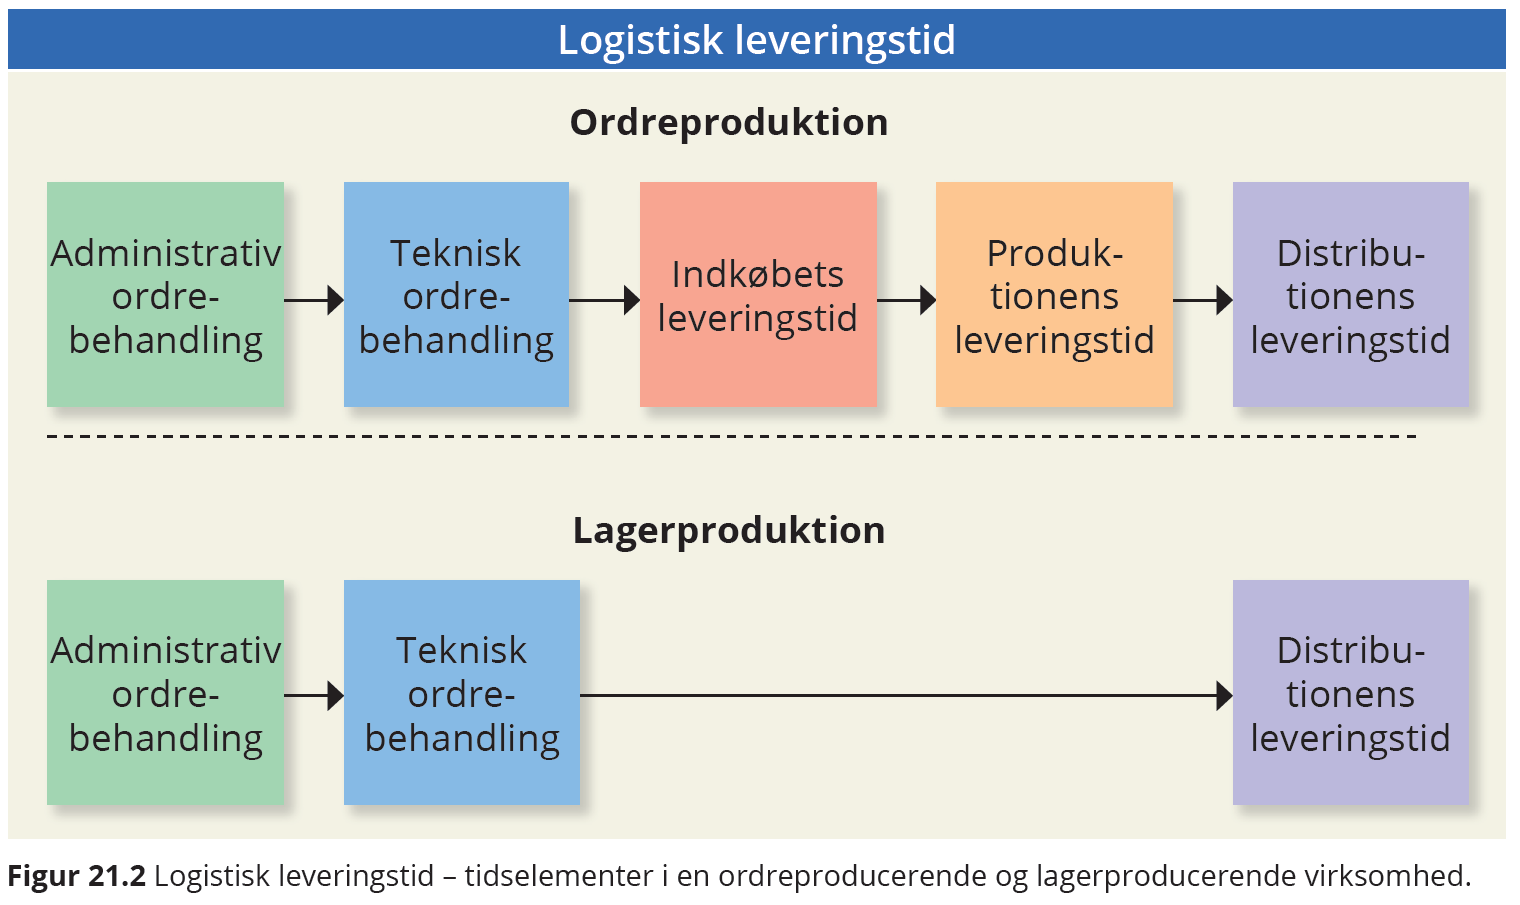 Logistisk leveringstid
Ordreproduktion
Administrativ
ordre-
behandling
Teknisk
ordre-
behandling
Indkøbets
leveringstid
Produk-
tionens
leveringstid
Distribu-
tionens
leveringstid
Lagerproduktion
Administrativ
ordre-
behandling
Teknisk
ordre-
behandling
Distribu-
tionens
leveringstid
Figur 21.2 Logistisk leveringstid – tidselementer i en ordreproducerende og lagerproducerende virksomhed.